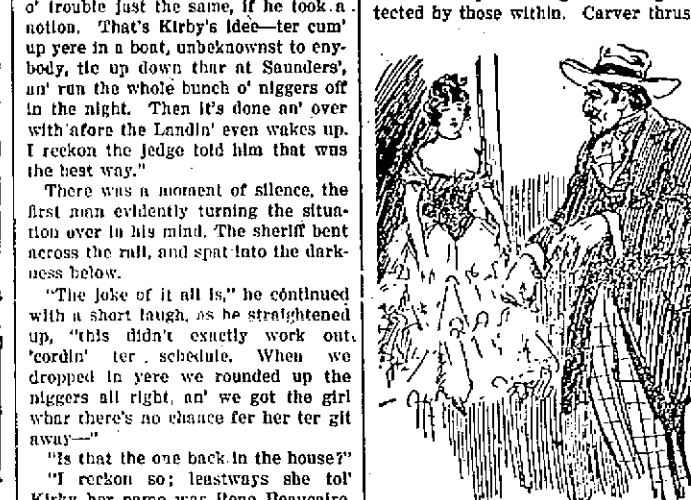 o' trouble just the same, if he took a
notion. That's Kirby's idee—ter cum'
up yere in a boat, unbeknownst to eny-
body, tie up down thar at Saunders',
an' run the whole bunch o' niggers off
in the night. Then it's done an' over
with afore the Landin' even wakes up.
I reckon the jedge told him that was
the best way."
There was a moment of silence, the
first man evidently turning the situa-
tion over in his mind. The sheriff bent
across the rail, and spat into the dark-
ness below.
"The joke of it all is," he continued
with a short laugh, as he straightened
up, "this didn't exactly work out,
'cordin' ter schedule. When we
dropped in yere we rounded up the
niggers all right, an' we got the girl
whar there's no chance fer her ter git
away—"
"Is that the one back in the house?"
"I reckon so; leastways she tol'
Kirby her name was Rene Beaucaire
tected by those within. Carver thrus